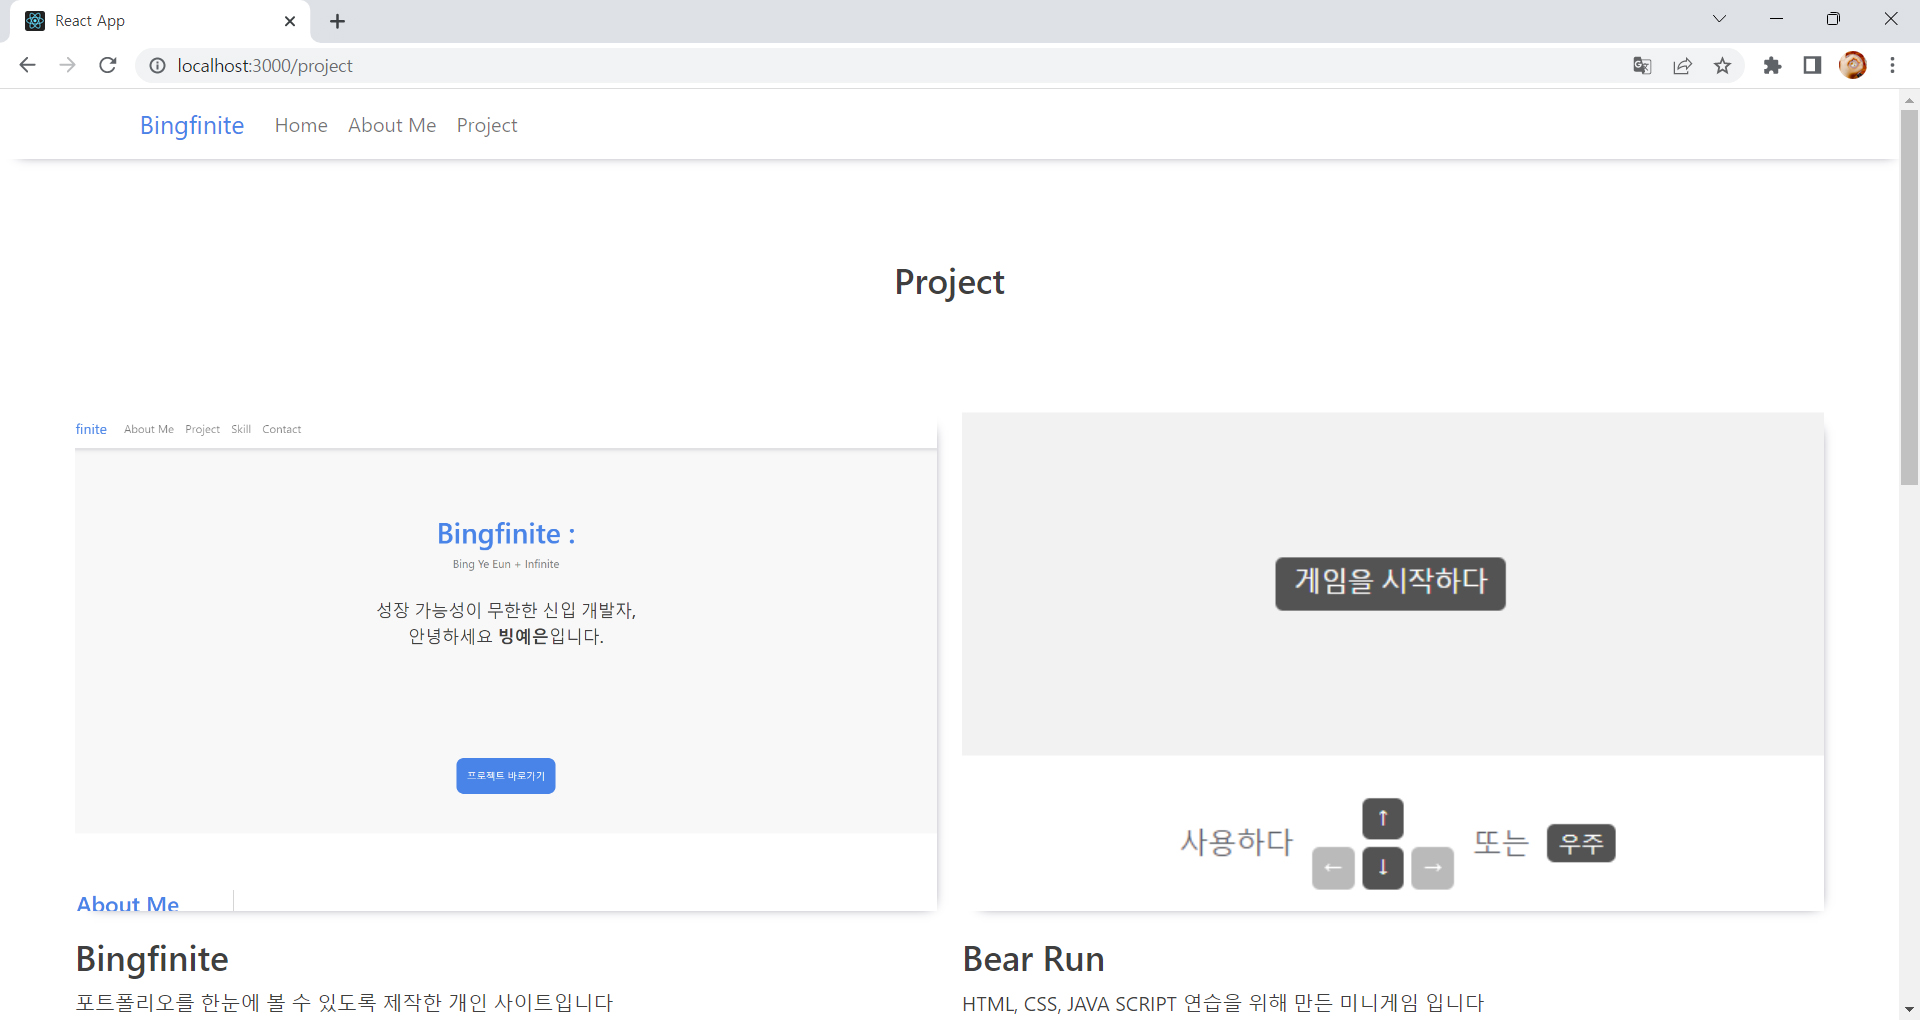 React App
localhost:3000/project
Bingfinite Home About Me Project
Project
finite About Me Project Skill Contact
Bingfinite :
Bing Ye Eun + Infinite
성장 가능성이 무한한 신입 개발자,
안녕하세요 빙예은입니다.
프로젝트 바로기기
About Me
Bingfinite
포트폴리오를 한눈에 볼 수 있도록 제작한 개인 사이트입니다
게임을 시작하다
사용하다 ↑ ← ↓ → 또는 우주
Bear Run
HTML, CSS, JAVA SCRIPT 연습을 위해 만든 미니게임 입니다